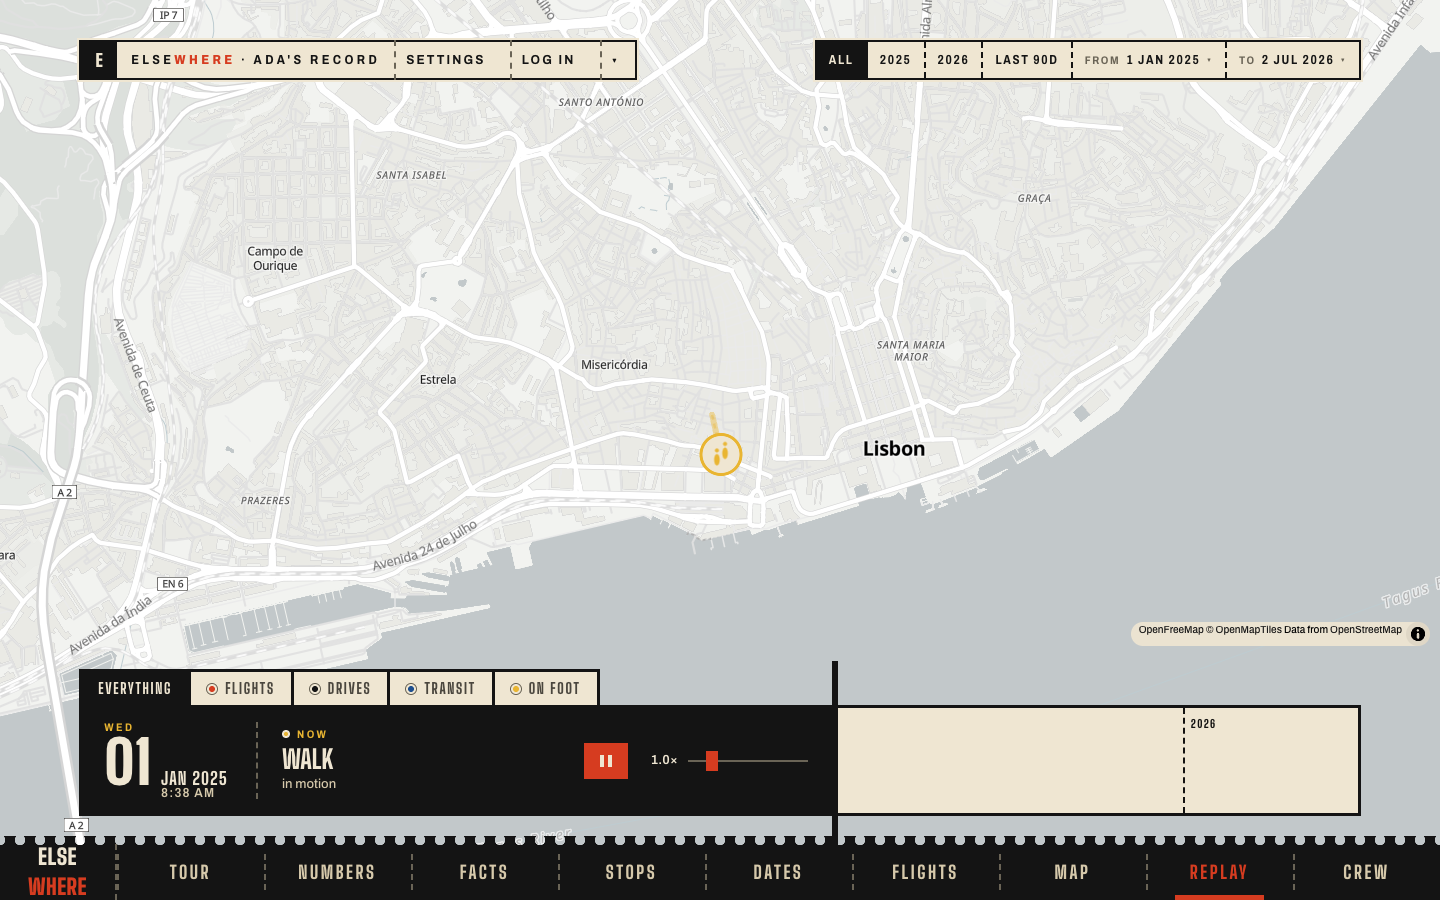 IP 7
E
ELSEWHERE · ADA'S RECORD
SETTINGS
LOG IN
ALL
2025
2026
LAST 90D
FROM 1 JAN 2025
TO 2 JUL 2026
SANTO ANTÓNIO
SANTA ISABEL
GRAÇA
Campo de
Ourique
Avenida de Ceuta
Misericórdia
Estrela
SANTA MARIA
MAIOR
Lisbon
A 2
PRAZERES
Avenida 24 de Julho
EN 6
Avenida da Índia
Tagus
OpenFreeMap © OpenMapTiles Data from OpenStreetMap
EVERYTHING
FLIGHTS
DRIVES
TRANSIT
ON FOOT
WED
01
JAN 2025
8:38 AM
NOW
WALK
in motion
1.0×
2026
A 2
River
ELSE
WHERE
TOUR
NUMBERS
FACTS
STOPS
DATES
FLIGHTS
MAP
REPLAY
CREW